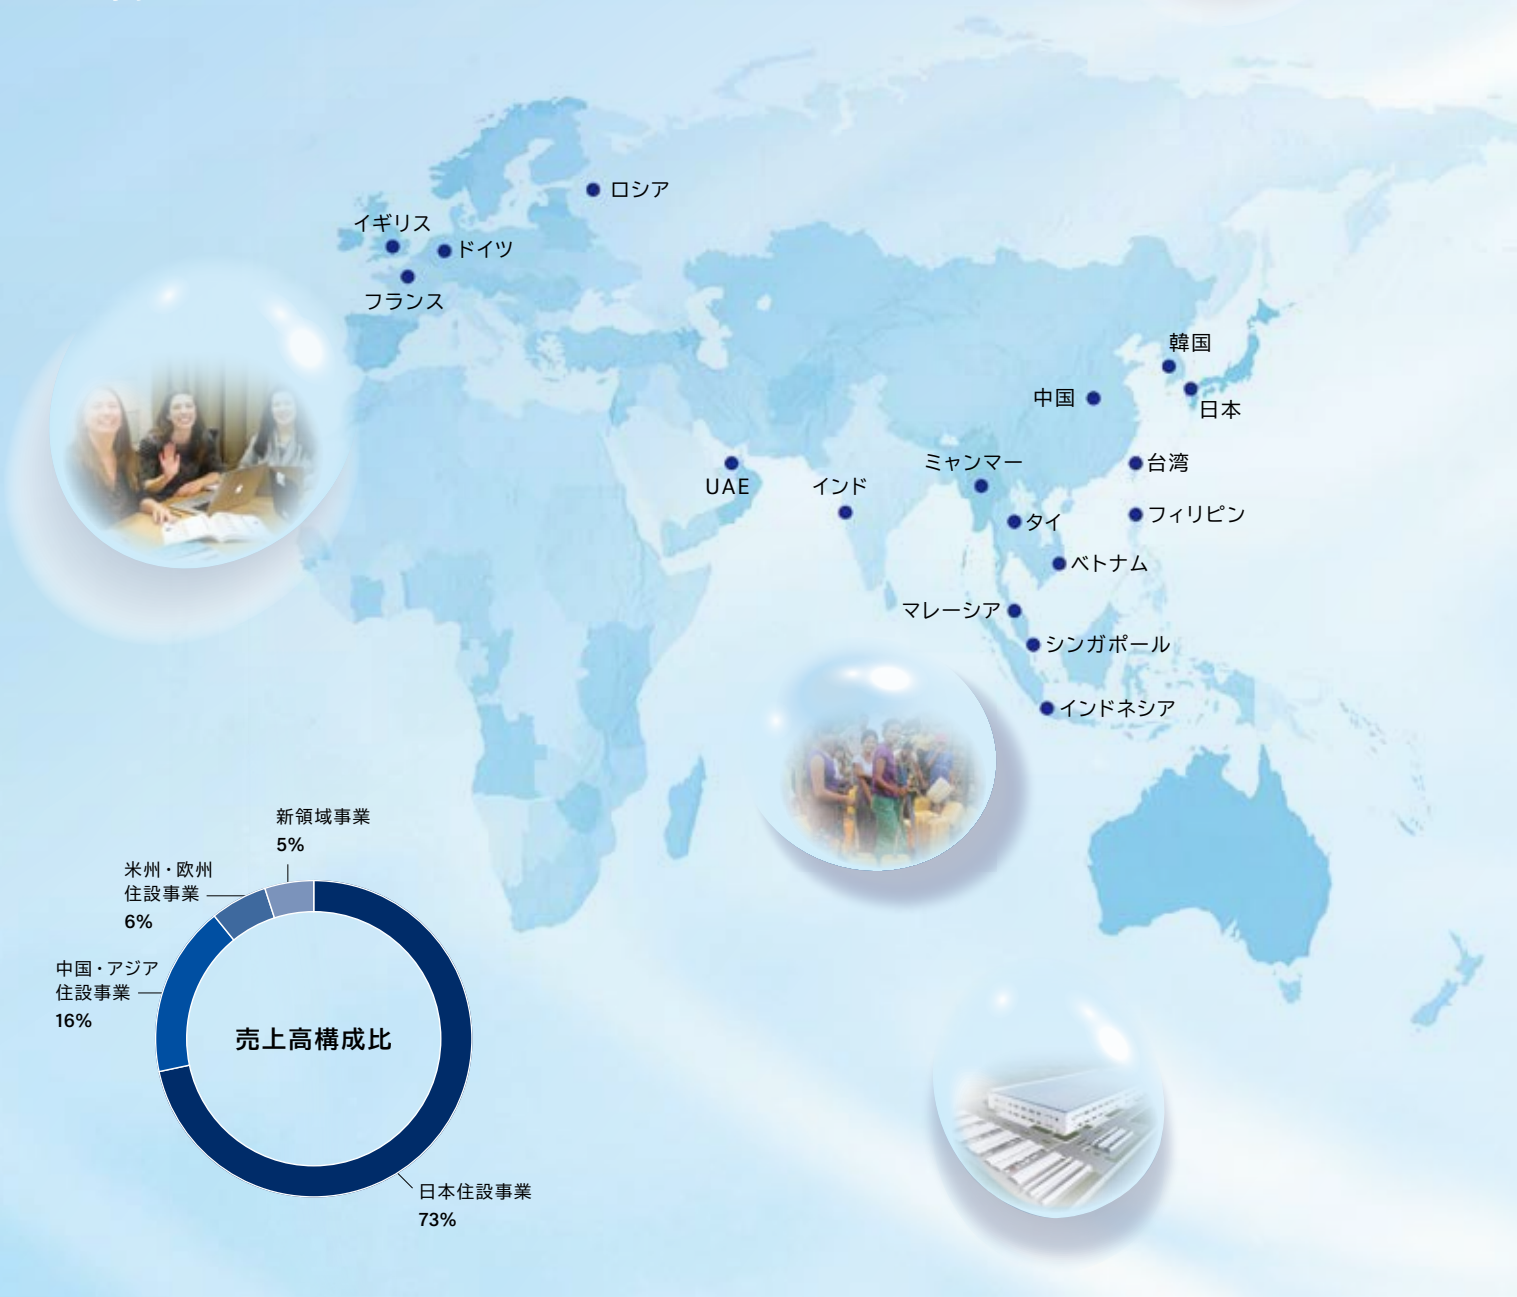 ロシア
イギリス
ドイツ
フランス
韓国
中国
日本
UAE
インド
ミャンマー
台湾
タイ
フィリピン
ベトナム
マレーシア
シンガポール
インドネシア
新領域事業
5%
米州・欧州
住設事業
6%
中国・アジア
住設事業
16%
売上高構成比
日本住設事業
73%